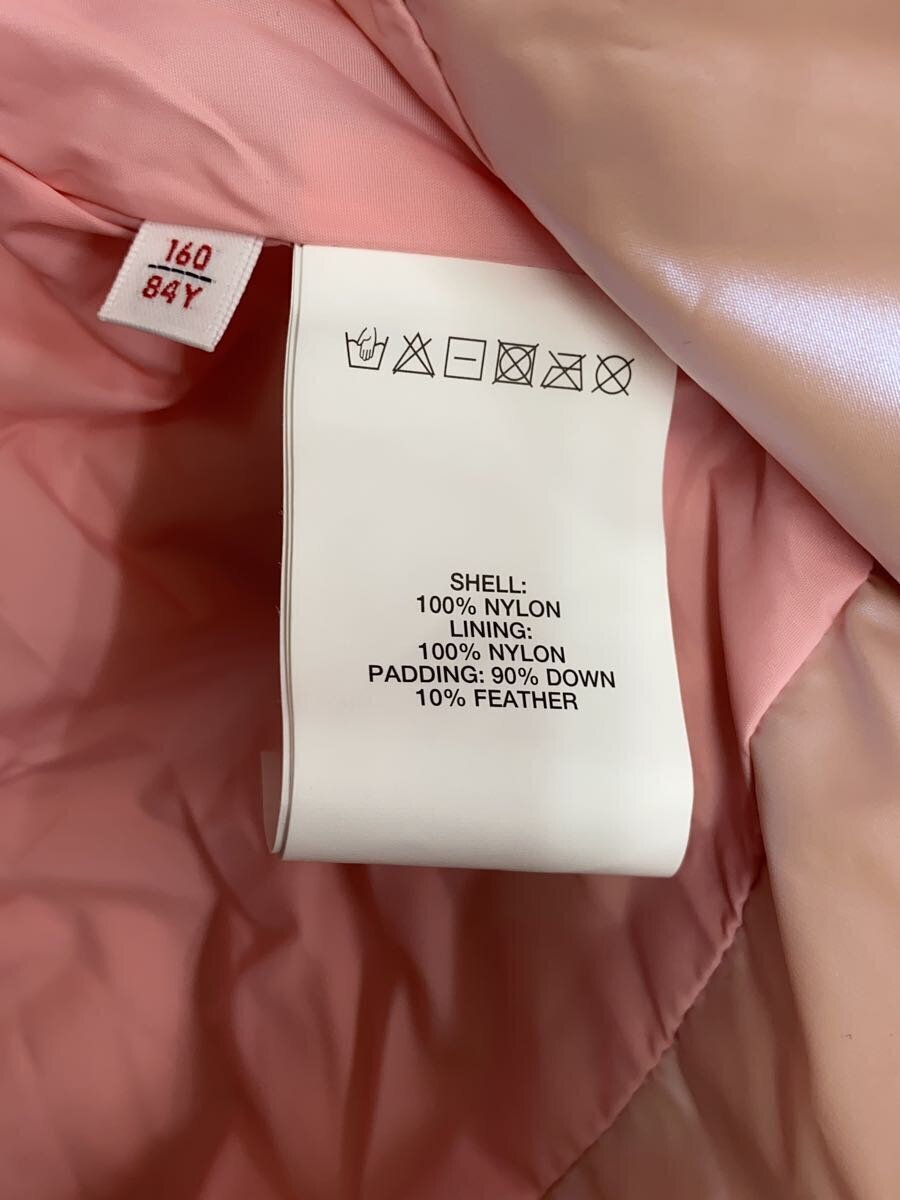 160
84Y
SHELL:
100% NYLON
LINING:
100% NYLON
PADDING: 90% DOWN
10% FEATHER